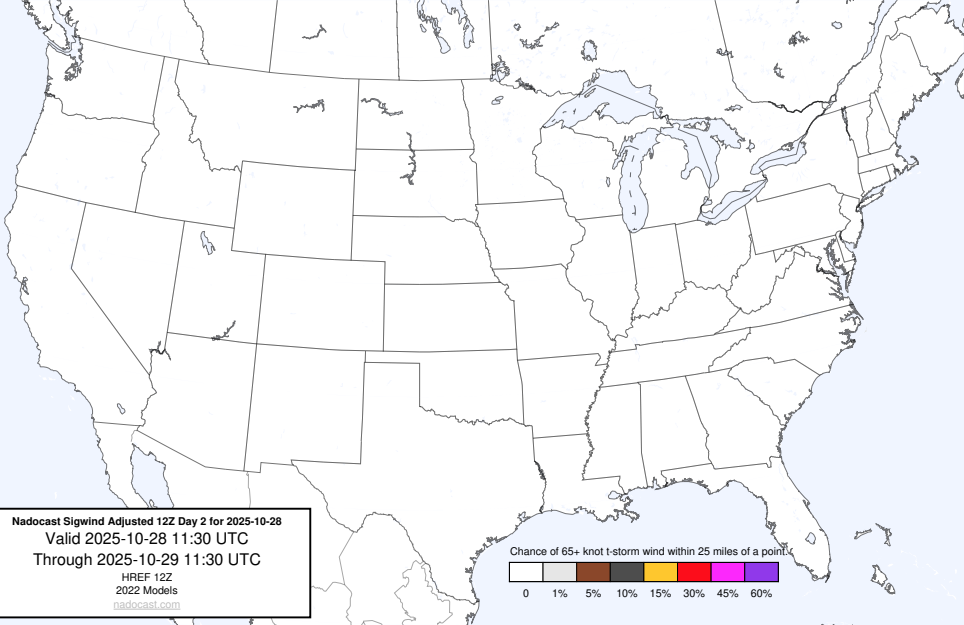 Nadocast Sigwind Adjusted 12Z Day 2 for 2025-10-28
Valid 2025-10-28 11:30 UTC
Through 2025-10-29 11:30 UTC
HREF 12Z
2022 Models
nadocast.com
Chance of 65+ knot t-storm wind within 25 miles of a point.
0 1% 5% 10% 15% 30% 45% 60%